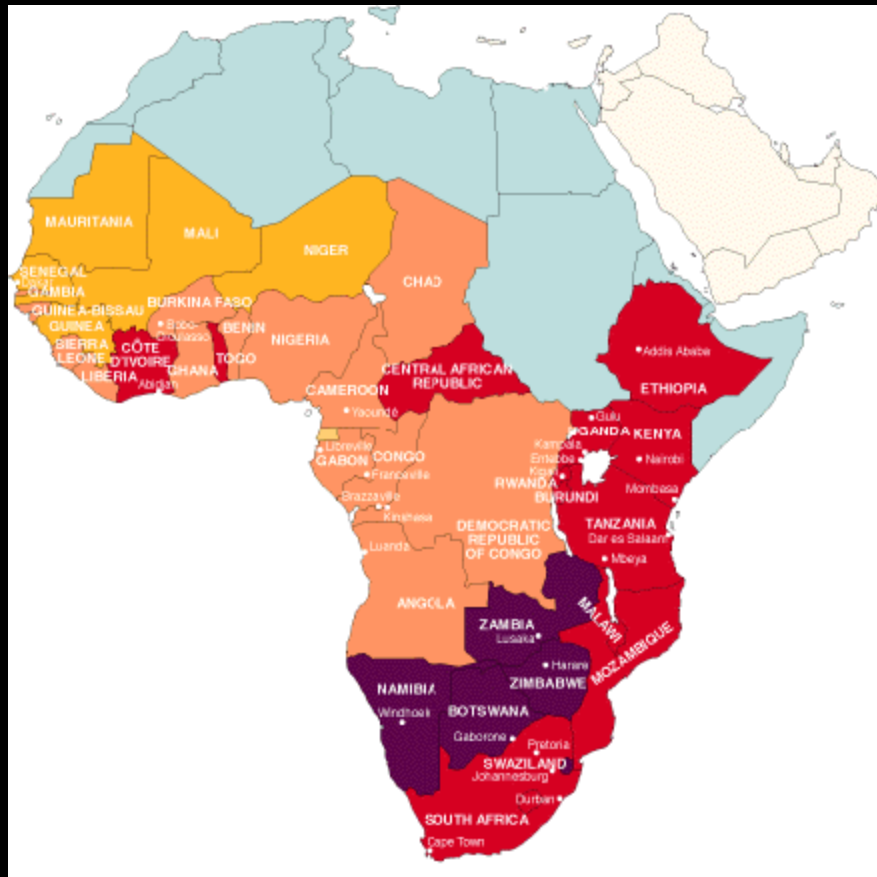 MAURITANIA
MALI
NIGER
CHAD
SENEGAL
Dakar
GAMBIA
GUINEA-BISSAU
GUINEA
SIERRA
LEONE
LIBERIA
BURKINA FASO
Bobo-
Dioulasso
CÔTE
D'IVOIRE
Abidjan
GHANA
TOGO
BENIN
NIGERIA
CENTRAL AFRICAN
REPUBLIC
CAMEROON
Yaoundé
Libreville
GABON
CONGO
Franceville
Brazzaville
Kinshasa
DEMOCRATIC
REPUBLIC
OF CONGO
Luanda
ANGOLA
Addis Ababa
ETHIOPIA
Gulu
UGANDA
KENYA
Kampala
Entebbe
Kigali
Nairobi
RWANDA
BURUNDI
Mombasa
TANZANIA
Dar es Salaam
Mbeya
MALAWI
ZAMBIA
Lusaka
MOZAMBIQUE
Harare
ZIMBABWE
NAMIBIA
Windhoek
BOTSWANA
Gaborone
Pretoria
SWAZILAND
Johannesburg
Durban
SOUTH AFRICA
Cape Town